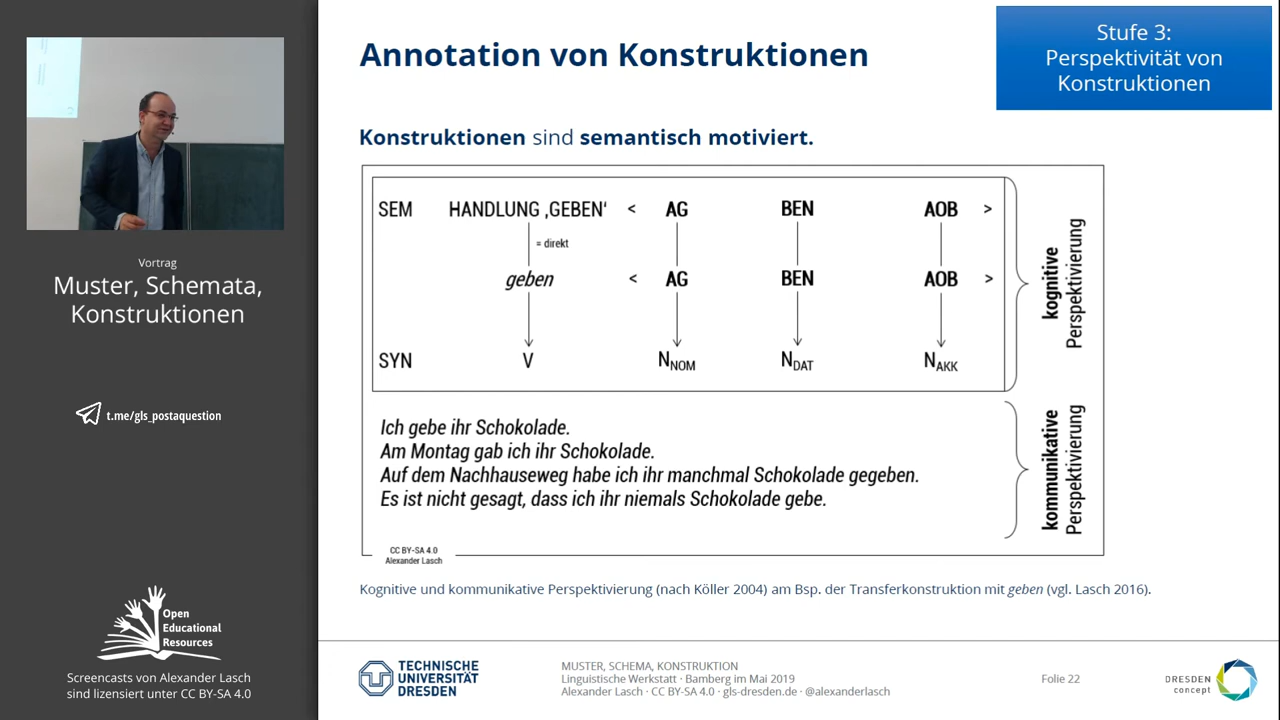 Vortrag
Muster, Schemata,
Konstruktionen
t.me/gls_postaquestion
Open
Educational
Resources
Screencasts von Alexander Lasch
sind lizensiert unter CC BY-SA 4.0
Annotation von Konstruktionen
Stufe 3:
Perspektivität von
Konstruktionen
Konstruktionen sind semantisch motiviert.
SEM HANDLUNG ‚GEBEN' < AG BEN AOB >
= direkt
geben < AG BEN AOB >
SYN V NNOM NDAT NAKK
kognitive
Perspektivierung
Ich gebe ihr Schokolade.
Am Montag gab ich ihr Schokolade.
Auf dem Nachhauseweg habe ich ihr manchmal Schokolade gegeben.
Es ist nicht gesagt, dass ich ihr niemals Schokolade gebe.
kommunikative
Perspektivierung
CC BY-SA 4.0
Alexander Lasch
Kognitive und kommunikative Perspektivierung (nach Köller 2004) am Bsp. der Transferkonstruktion mit geben (vgl. Lasch 2016).
TECHNISCHE
UNIVERSITÄT
DRESDEN
MUSTER, SCHEMA, KONSTRUKTION
Linguistische Werkstatt · Bamberg im Mai 2019
Alexander Lasch · CC BY-SA 4.0 · gls-dresden.de · @alexanderlasch
Folie 22
DRESDEN
concept